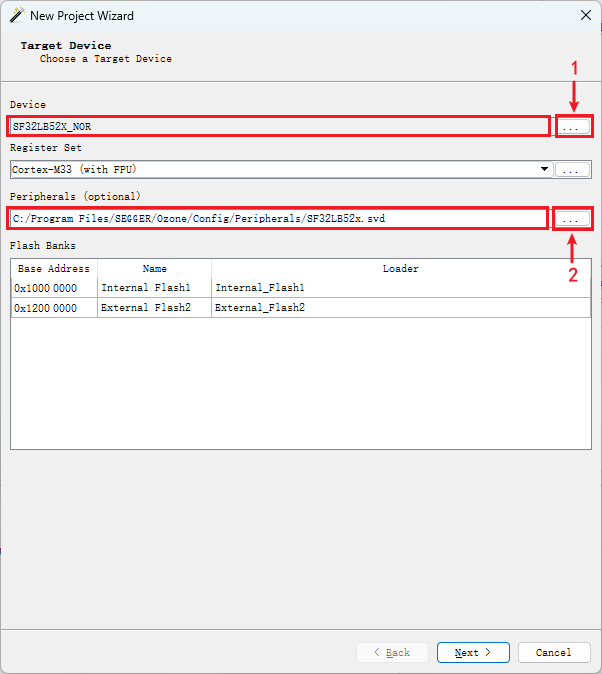 New Project Wizard
Target Device
Choose a Target Device
1
Device
SF32LB52X_NOR
...
Register Set
Cortex-M33 (with FPU)
...
Peripherals (optional)
C:/Program Files/SEGGER/Ozone/Config/Peripherals/SF32LB52x.svd
...
2
Flash Banks
Base Address Name Loader
0x1000 0000 Internal Flash1 Internal_Flash1
0x1200 0000 External Flash2 External_Flash2
< Back Next > Cancel